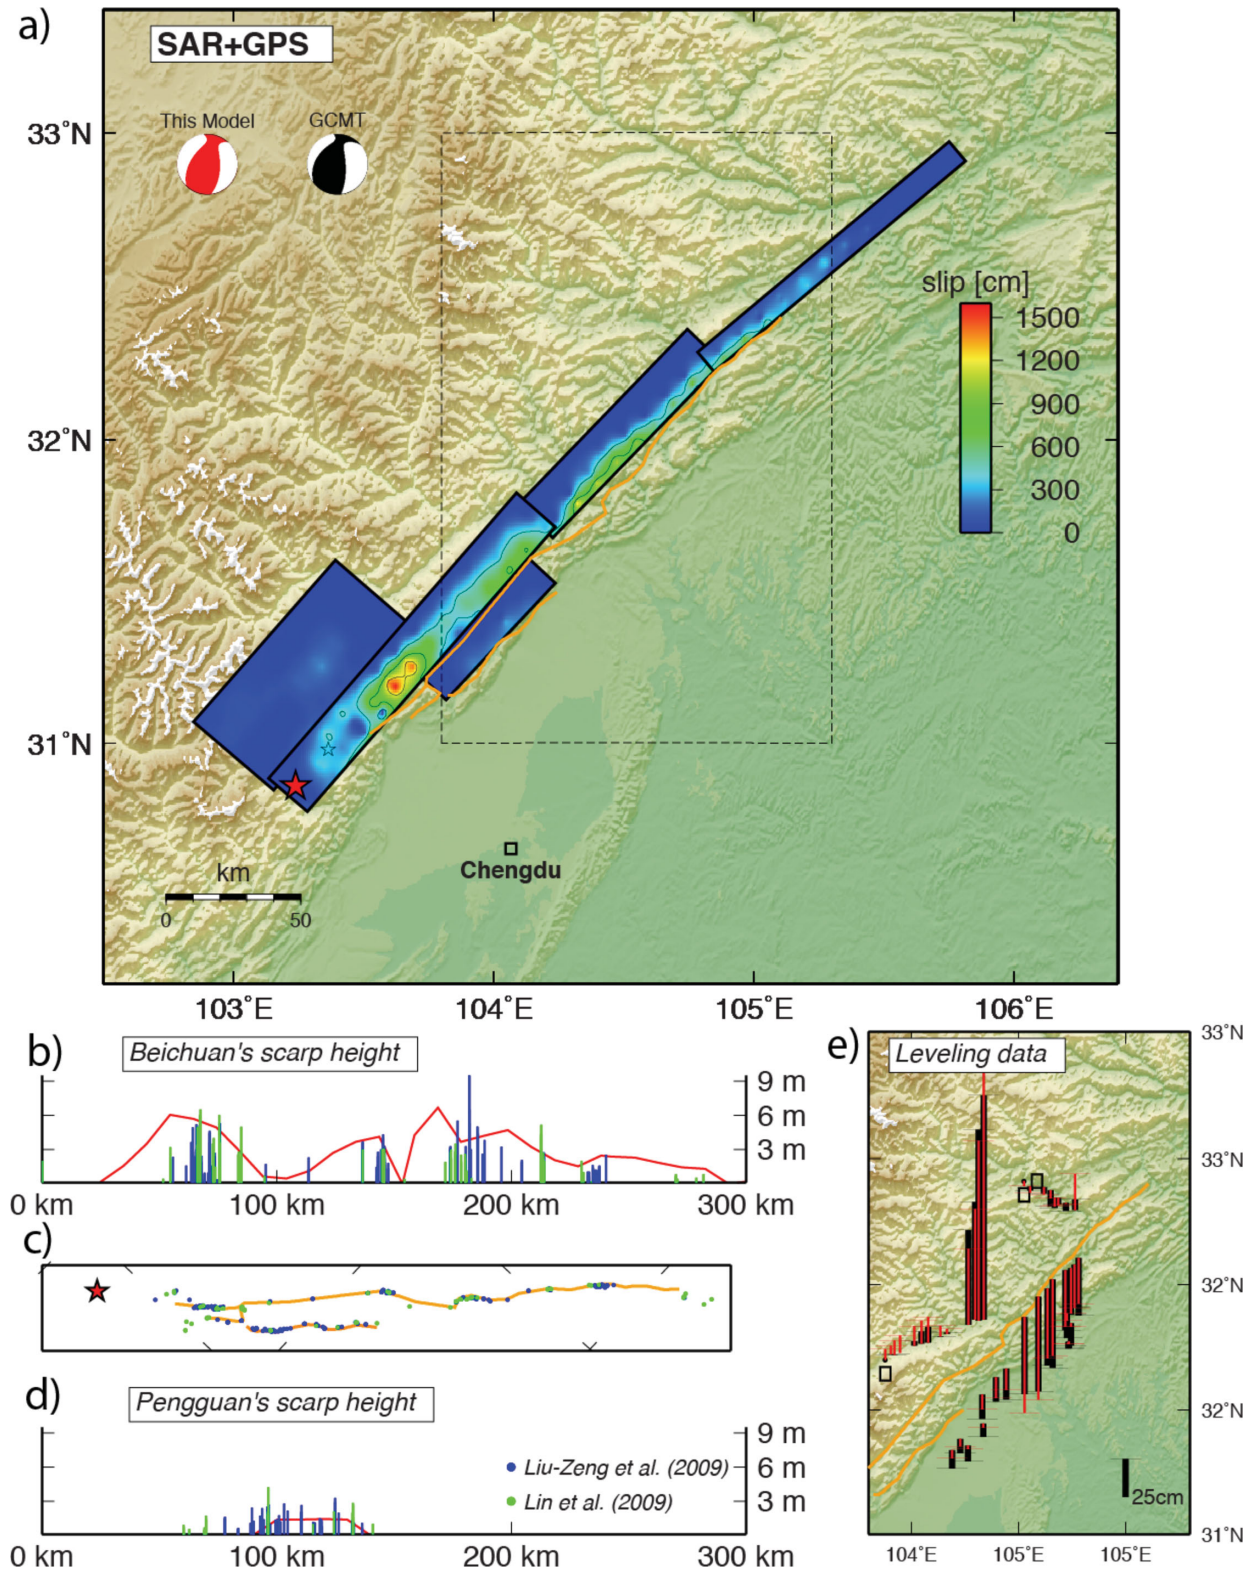 a)
SAR+GPS
This Model
GCMT
33˚N
32˚N
31˚N
slip [cm]
1500
1200
900
600
300
0
Chengdu
km
0
50
103˚E
104˚E
105˚E
106˚E
b)
Beichuan's scarp height
9 m
6 m
3 m
0 km
100 km
200 km
300 km
c)
d)
Pengguan's scarp height
9 m
6 m
3 m
Liu-Zeng et al. (2009)
Lin et al. (2009)
0 km
100 km
200 km
300 km
e)
Leveling data
33˚N
33˚N
32˚N
32˚N
31˚N
25cm
104˚E
105˚E
105˚E